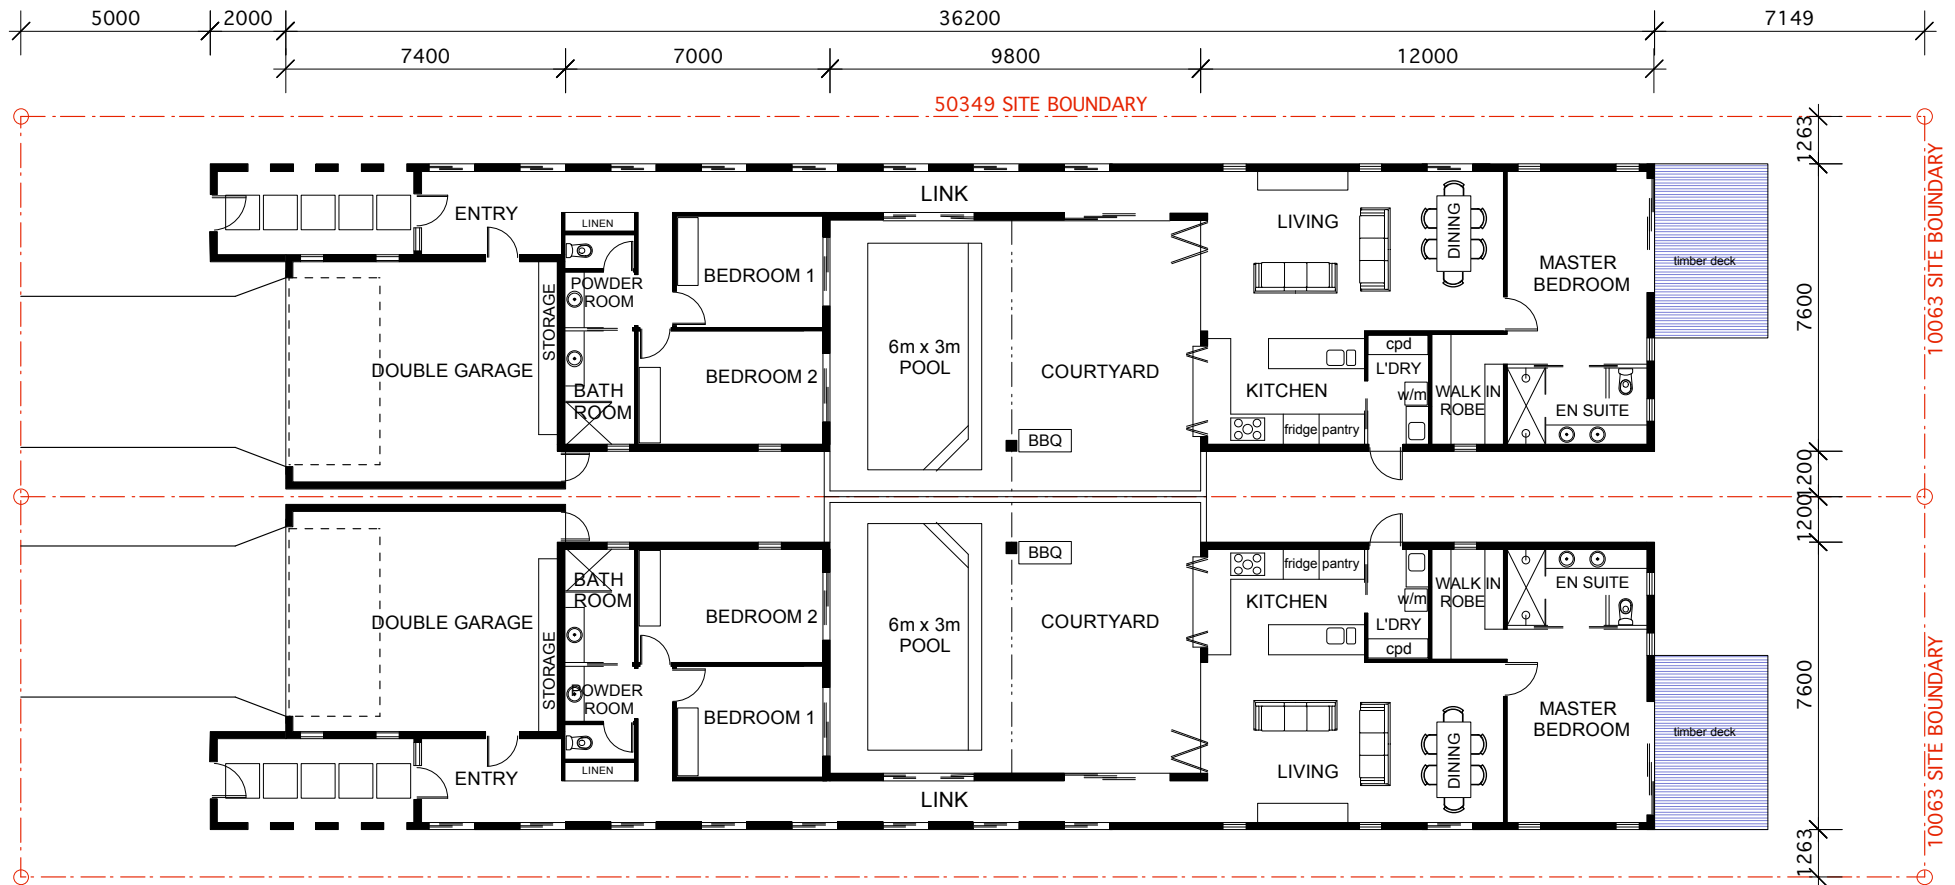 5000 2000 36200 7149
7400 7000 9800 12000
50349 SITE BOUNDARY
1263
10063 SITE BOUNDARY
7600
1200
LINK
ENTRY
LINEN
LIVING
DINING
BEDROOM 1
MASTER
BEDROOM
timber deck
POWDER
ROOM
STORAGE
6m x 3m
POOL
cpd
DOUBLE GARAGE
BEDROOM 2
COURTYARD
L'DRY
BATH
ROOM
KITCHEN
w/m
WALK IN
ROBE
EN SUITE
fridge pantry
BBQ
1200
BBQ
fridge pantry
BATH
ROOM
WALK IN
ROBE
EN SUITE
KITCHEN
w/m
DOUBLE GARAGE
BEDROOM 2
6m x 3m
POOL
COURTYARD
L'DRY
cpd
STORAGE
POWDER
ROOM
BEDROOM 1
MASTER
BEDROOM
timber deck
7600
10063 SITE BOUNDARY
DINING
LINEN
ENTRY
LIVING
LINK
1263